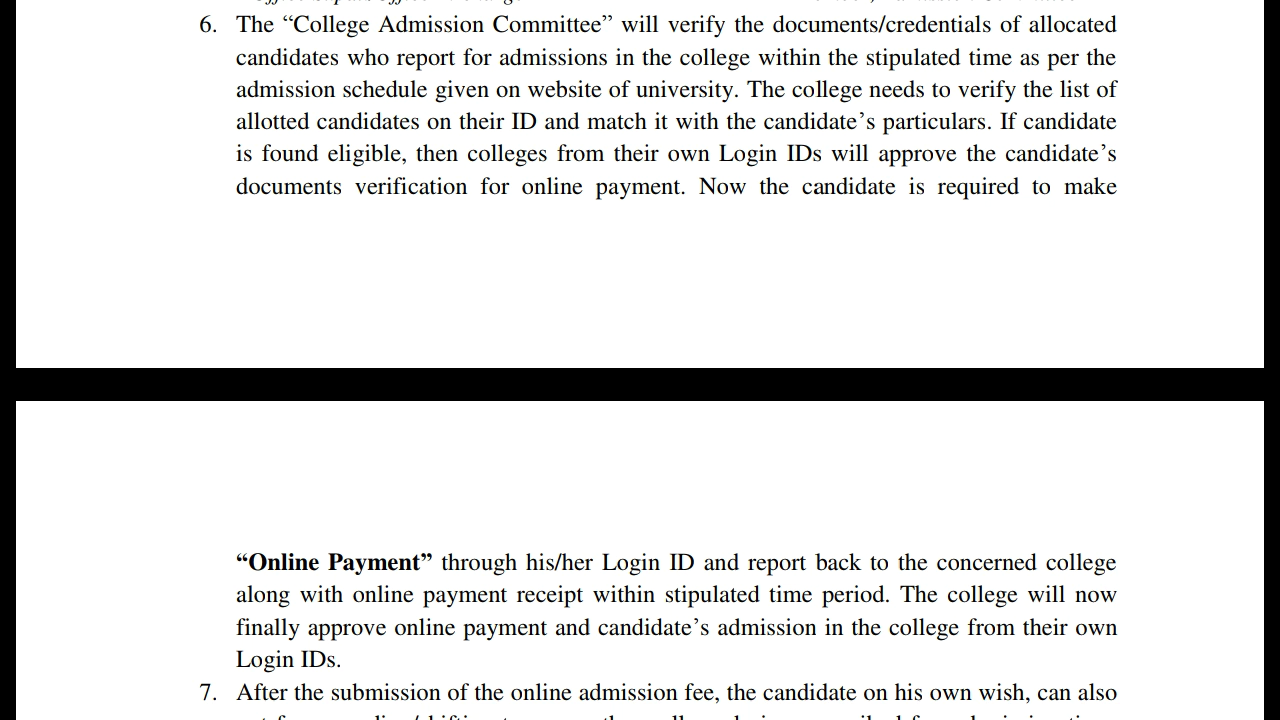 6. The “College Admission Committee” will verify the documents/credentials of allocated
candidates who report for admissions in the college within the stipulated time as per the
admission schedule given on website of university. The college needs to verify the list of
allotted candidates on their ID and match it with the candidate’s particulars. If candidate
is found eligible, then colleges from their own Login IDs will approve the candidate’s
documents verification for online payment. Now the candidate is required to make
“Online Payment” through his/her Login ID and report back to the concerned college
along with online payment receipt within stipulated time period. The college will now
finally approve online payment and candidate’s admission in the college from their own
Login IDs.
7. After the submission of the online admission fee, the candidate on his own wish, can also